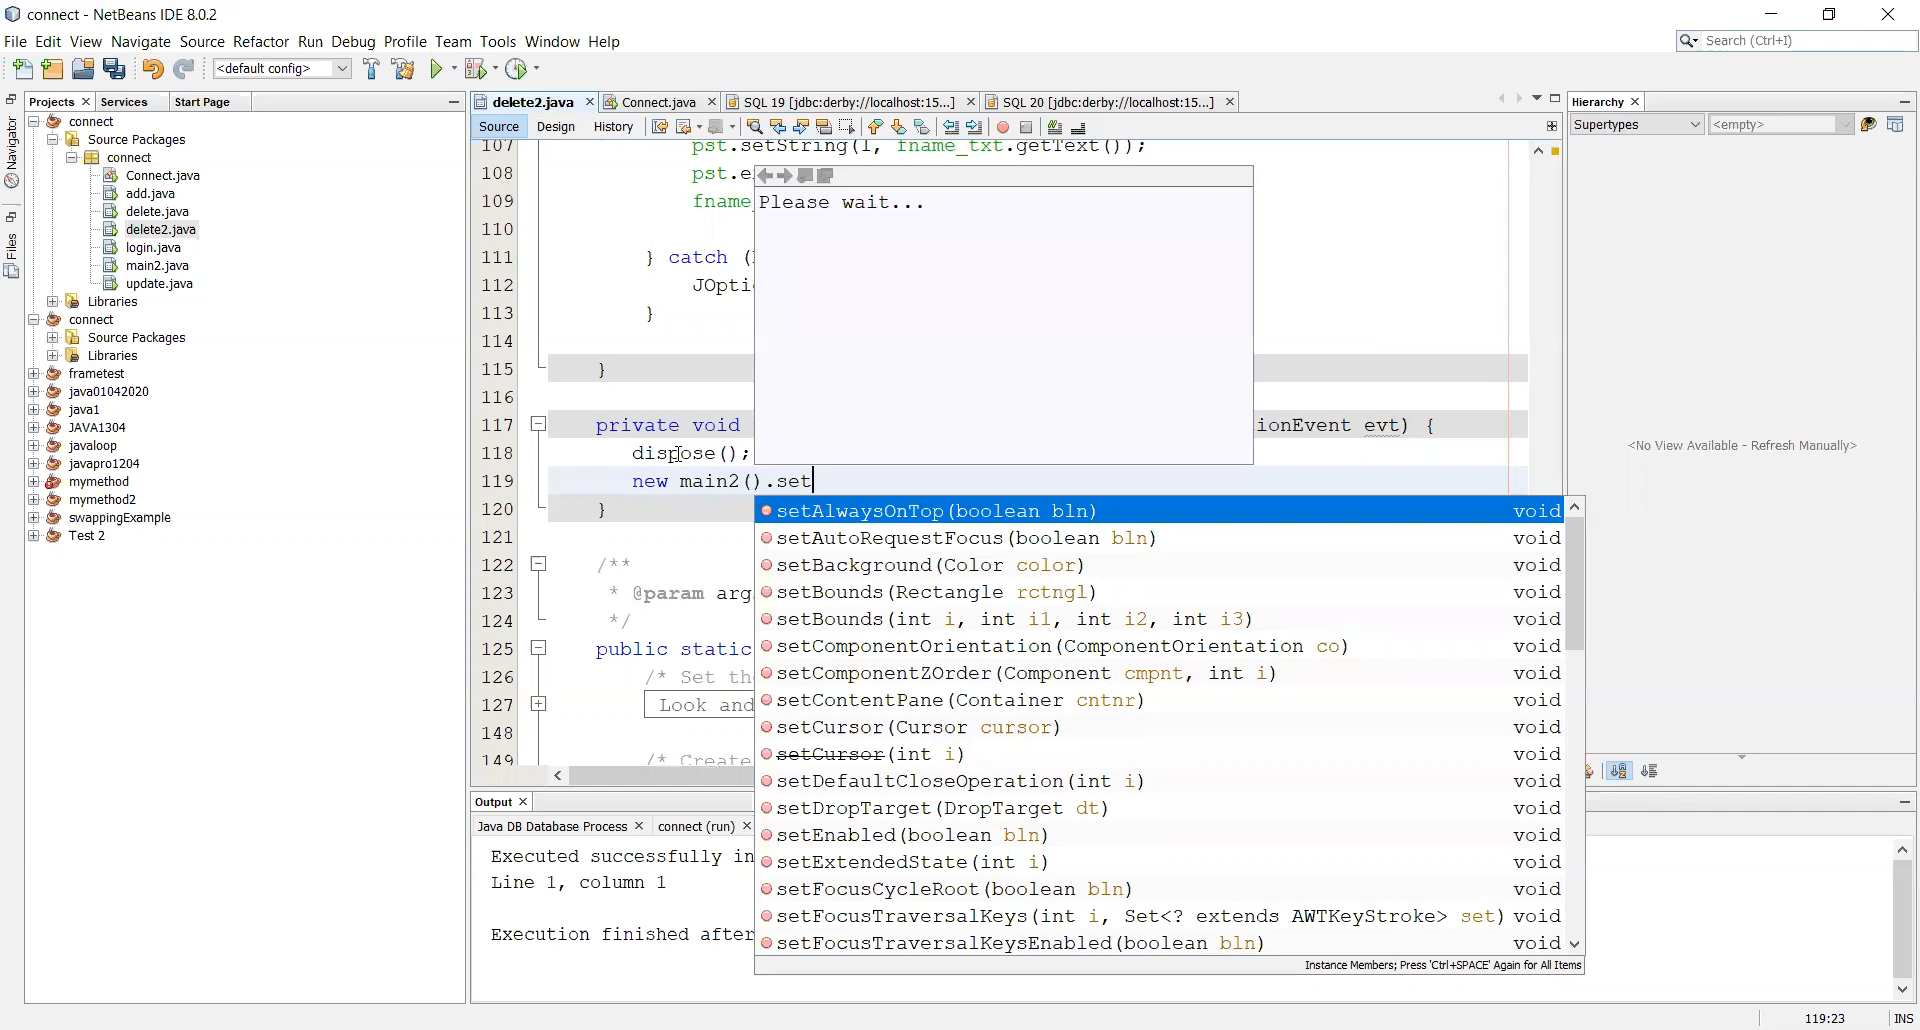 connect - NetBeans IDE 8.0.2
File Edit View Navigate Source Refactor Run Debug Profile Team Tools Window Help
Search (Ctrl+I)
<default config>
Projects Services Start Page
delete2.java Connect.java SQL 19 [jdbc:derby://localhost:15...] SQL 20 [jdbc:derby://localhost:15...]
Hierarchy
Source Design History
Supertypes <empty>
Navigator
Files
connect
Source Packages
connect
Connect.java
add.java
delete.java
delete2.java
login.java
main2.java
update.java
Libraries
connect
Source Packages
Libraries
frametest
java01042020
java1
JAVA1304
javaloop
javapro1204
mymethod
mymethod2
swappingExample
Test 2
107 pst.setString(1, fname_txt.getText());
108 pst.e
109 fname
110
111 } catch (
112 JOpti
113 }
114
115 }
116
117 private void ionEvent evt) {
118 dispose();
119 new main2().set
120 }
121
122 /**
123 * @param arg
124 */
125 public static
126 /* Set th
127 Look and
148
149 /* Create
Please wait...
setAlwaysOnTop(boolean bln) void
setAutoRequestFocus(boolean bln) void
setBackground(Color color) void
setBounds(Rectangle rctngl) void
setBounds(int i, int i1, int i2, int i3) void
setComponentOrientation(ComponentOrientation co) void
setComponentZOrder(Component cmpnt, int i) void
setContentPane(Container cntnr) void
setCursor(Cursor cursor) void
setCursor(int i) void
setDefaultCloseOperation(int i) void
setDropTarget(DropTarget dt) void
setEnabled(boolean bln) void
setExtendedState(int i) void
setFocusCycleRoot(boolean bln) void
setFocusTraversalKeys(int i, Set<? extends AWTKeyStroke> set) void
setFocusTraversalKeysEnabled(boolean bln) void
Instance Members; Press 'Ctrl+SPACE' Again for All Items
<No View Available - Refresh Manually>
Output
Java DB Database Process connect (run)
Executed successfully in
Line 1, column 1
Execution finished after
119:23 INS